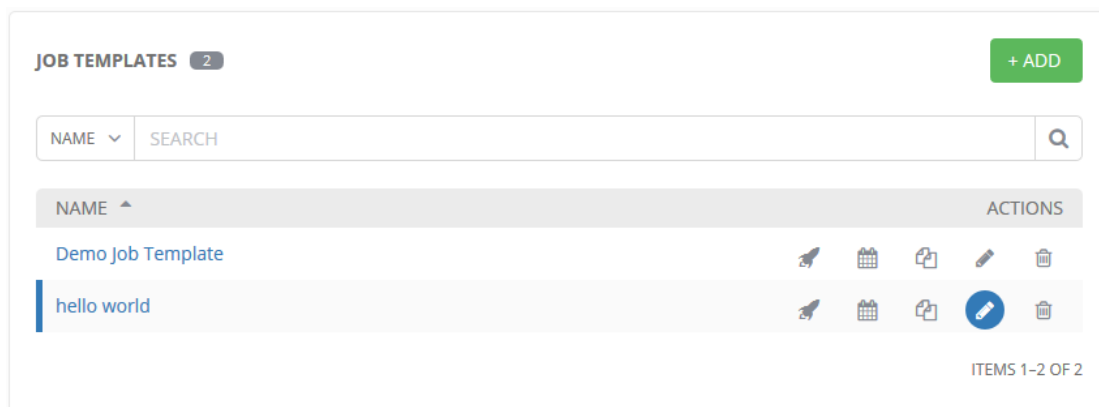 JOB TEMPLATES 2
+ ADD
NAME SEARCH
NAME ACTIONS
Demo Job Template
hello world
ITEMS 1–2 OF 2